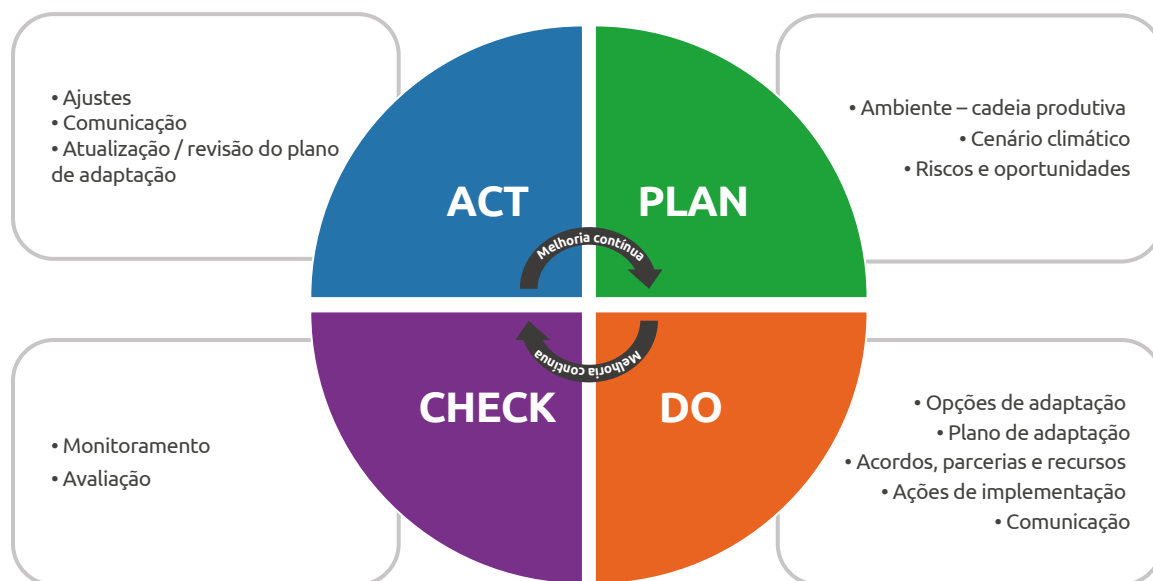 • Ajustes
• Comunicação
• Atualização / revisão do plano
de adaptação
ACT
PLAN
• Ambiente – cadeia produtiva
• Cenário climático
• Riscos e oportunidades
Melhoria contínua
Melhoria contínua
CHECK
DO
• Monitoramento
• Avaliação
• Opções de adaptação
• Plano de adaptação
• Acordos, parcerias e recursos
• Ações de implementação
• Comunicação